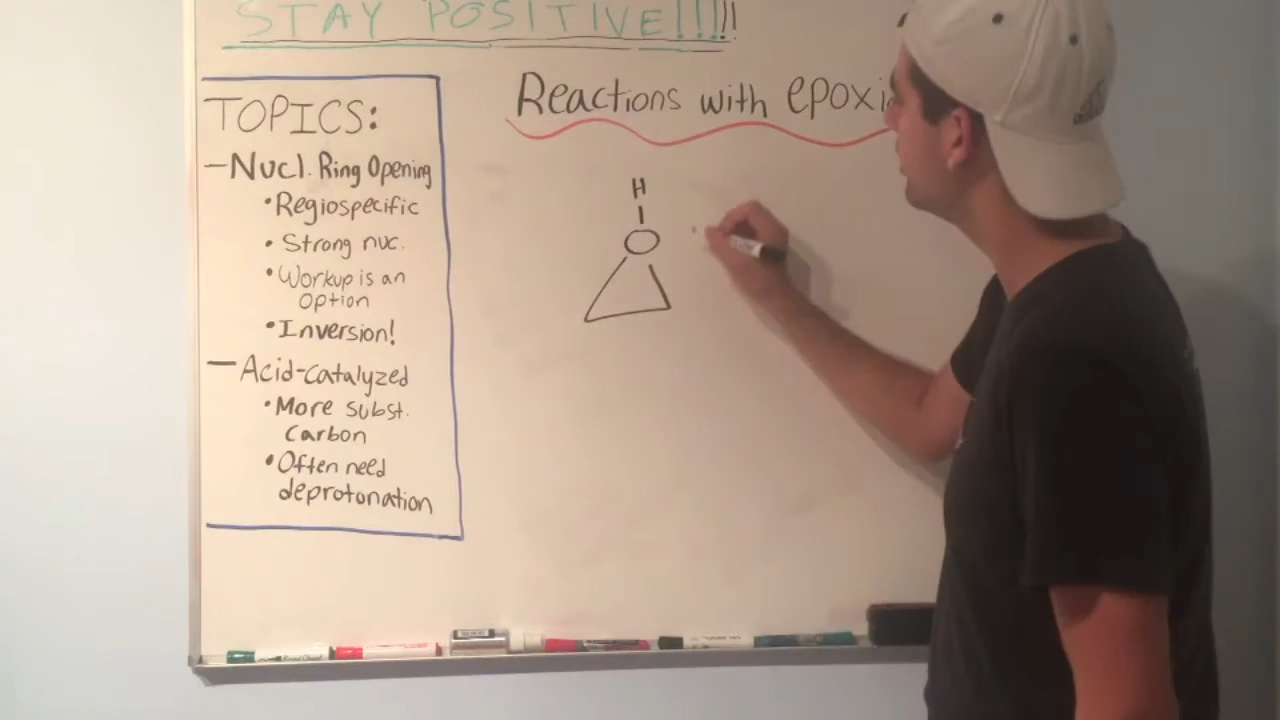 STAY POSITIVE!!!!!
TOPICS:
Reactions with epoxi
-Nucl. Ring Opening
•Regiospecific
•Strong nuc.
•Workup is an
option
•Inversion!
-Acid-catalyzed
•More subst.
carbon
•Often need
deprotonation
H
O